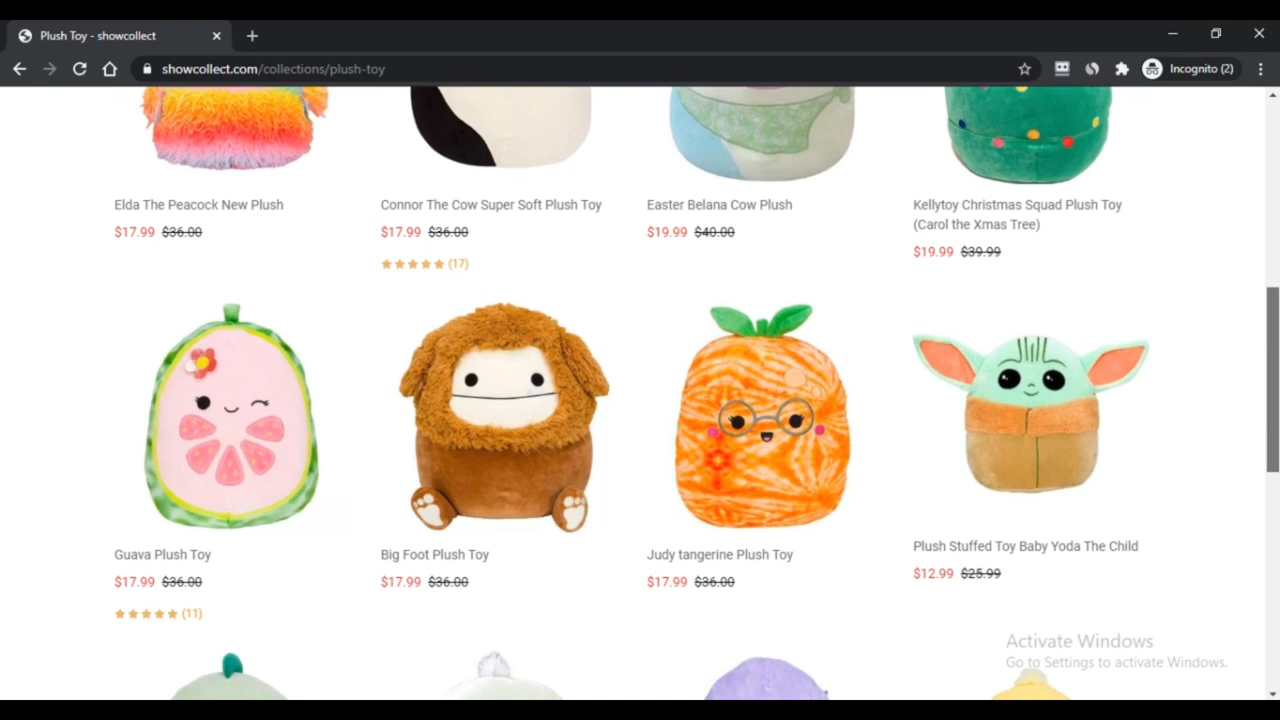 Plush Toy - showcollect
showcollect.com/collections/plush-toy
Incognito (2)
Elda The Peacock New Plush
$17.99 $36.00
Connor The Cow Super Soft Plush Toy
$17.99 $36.00
(17)
Easter Belana Cow Plush
$19.99 $40.00
Kellytoy Christmas Squad Plush Toy
(Carol the Xmas Tree)
$19.99 $39.99
Guava Plush Toy
$17.99 $36.00
(11)
Big Foot Plush Toy
$17.99 $36.00
Judy tangerine Plush Toy
$17.99 $36.00
Plush Stuffed Toy Baby Yoda The Child
$12.99 $25.99
Activate Windows
Go to Settings to activate Windows.